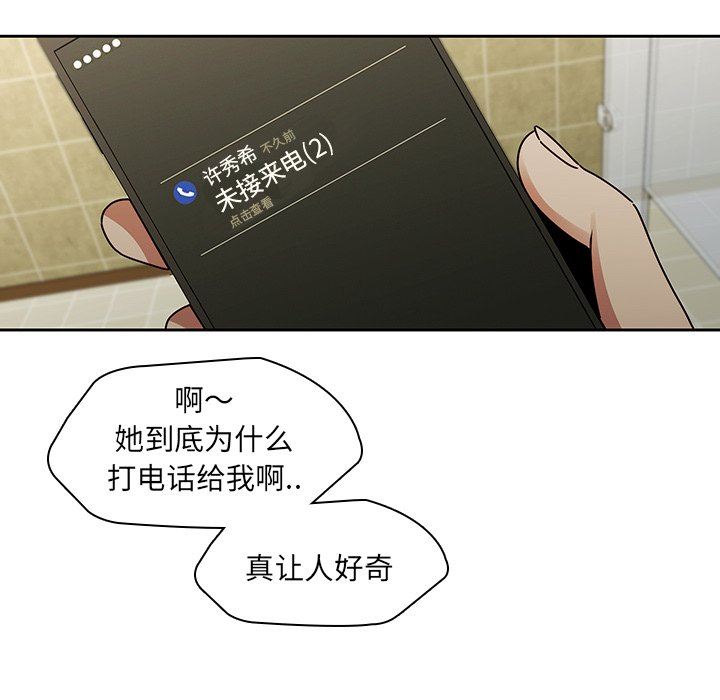 许秀希 不久前
未接来电(2)
点击查看
啊～
她到底为什么
打电话给我啊..
真让人好奇